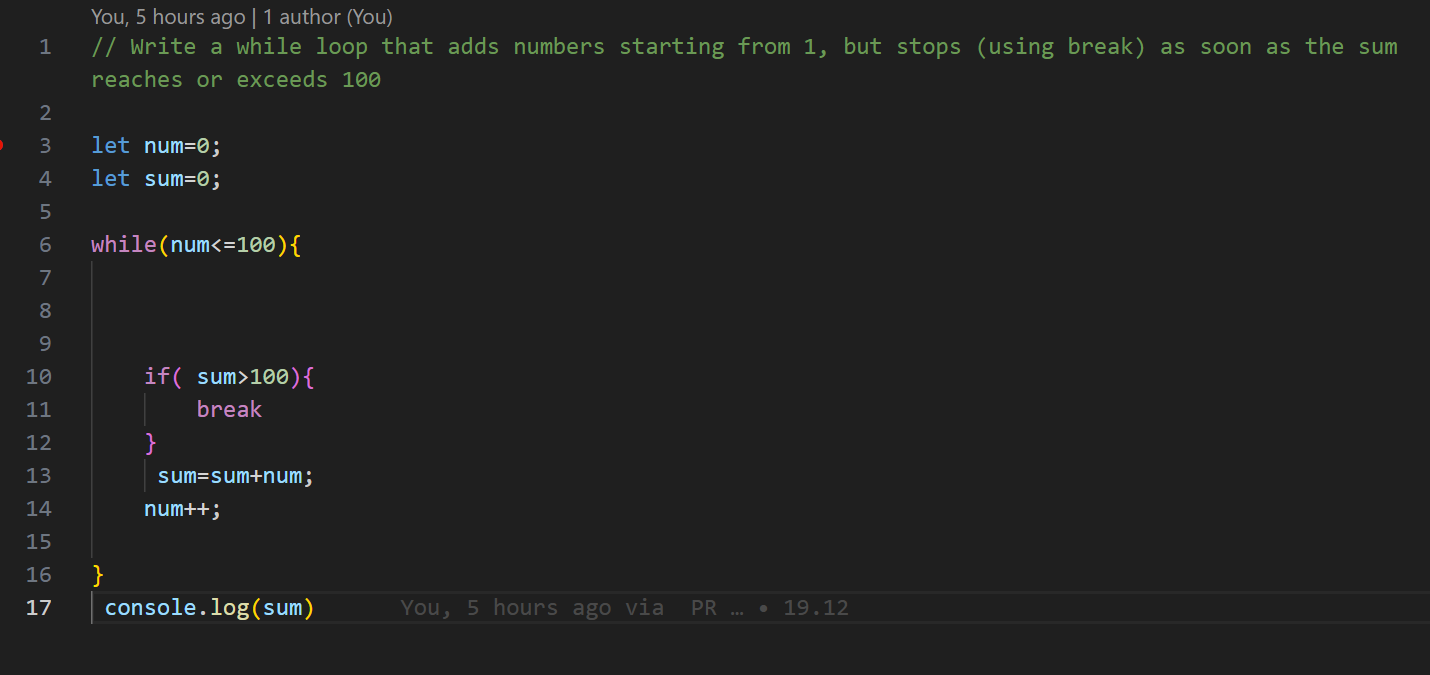 You, 5 hours ago | 1 author (You)
1 // Write a while loop that adds numbers starting from 1, but stops (using break) as soon as the sum
reaches or exceeds 100
2
3 let num=0;
4 let sum=0;
5
6 while(num<=100){
7
8
9
10     if( sum>100){
11         break
12     }
13      sum=sum+num;
14     num++;
15
16 }
17  console.log(sum)    You, 5 hours ago via  PR … • 19.12